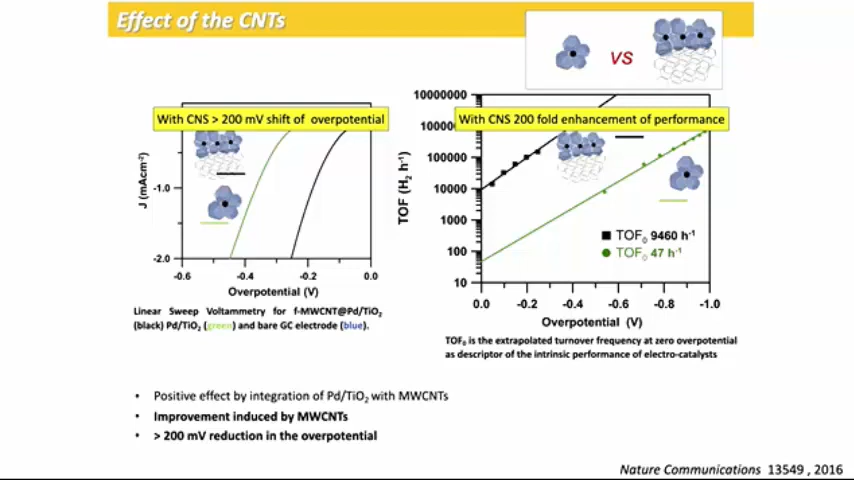 Effect of the CNTs
vs
With CNS > 200 mV shift of overpotential
J (mAcm-2)
-1.0
-2.0
-0.6 -0.4 -0.2 0.0
Overpotential (V)
Linear Sweep Voltammetry for f-MWCNT@Pd/TiO2
(black) Pd/TiO2 (green) and bare GC electrode (blue).
With CNS 200 fold enhancement of performance
TOF (H2 h-1)
10000000
100000
10000
1000
100
10
TOF0 9460 h-1
TOF0 47 h-1
0.0 -0.2 -0.4 -0.6 -0.8 -1.0
Overpotential (V)
TOF0 is the extrapolated turnover frequency at zero overpotential
as descriptor of the intrinsic performance of electro-catalysts
• Positive effect by integration of Pd/TiO2 with MWCNTs
• Improvement induced by MWCNTs
• > 200 mV reduction in the overpotential
Nature Communications 13549 , 2016